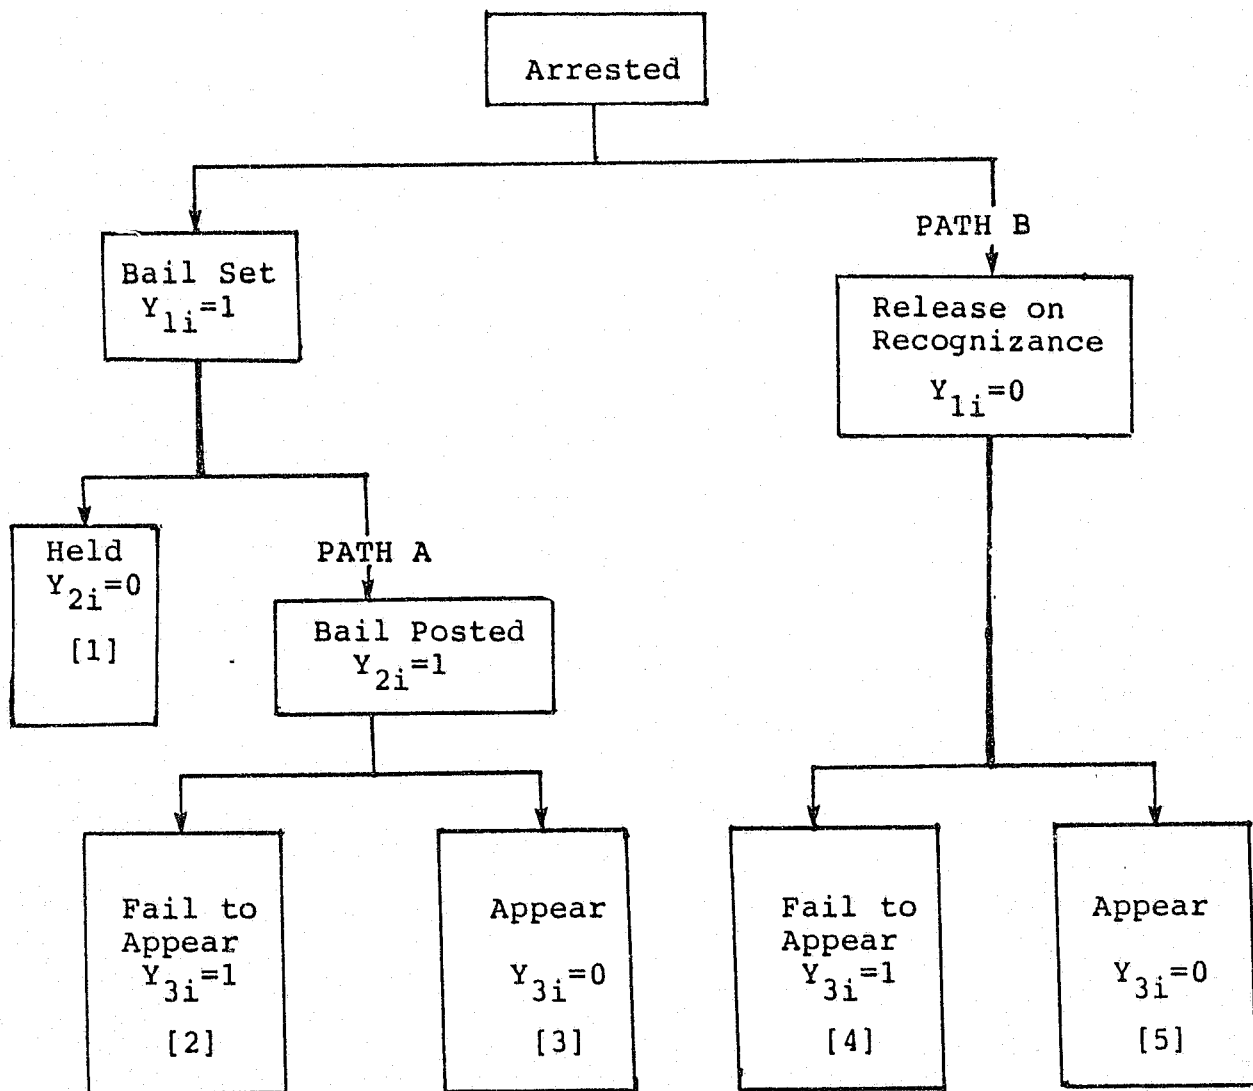 Arrested
PATH B
Bail Set
Y1i=1
Release on
Recognizance
Y1i=0
Held
Y2i=0
[1]
PATH A
Bail Posted
Y2i=1
Fail to
Appear
Y3i=1
[2]
Appear
Y3i=0
[3]
Fail to
Appear
Y3i=1
[4]
Appear
Y3i=0
[5]